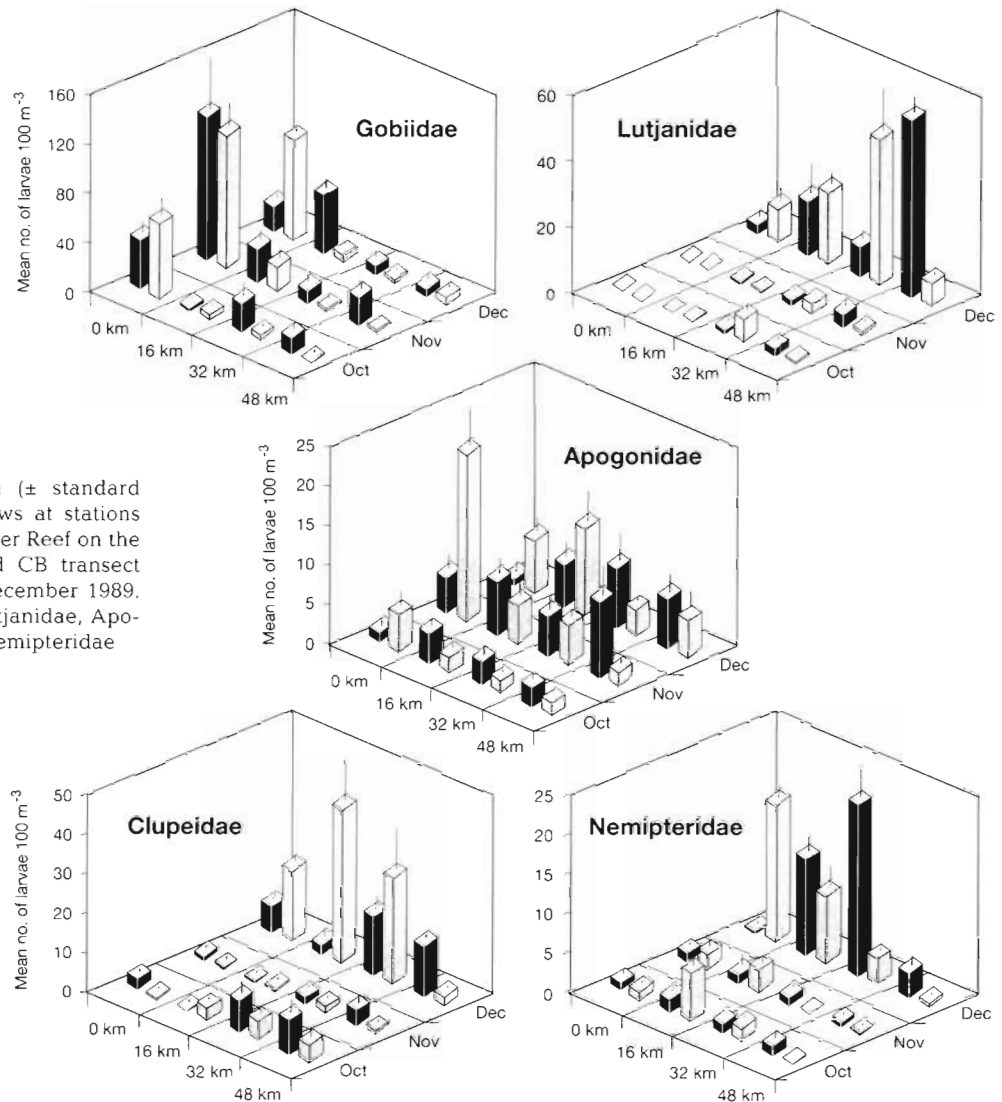 160
120
80
40
0
Mean no. of larvae 100 m-3
Gobiidae
0 km
16 km
32 km
48 km
Oct
Nov
Dec
60
40
20
0
Lutjanidae
0 km
16 km
32 km
48 km
Oct
Nov
Dec
(± standard
ws at stations
er Reef on the
d CB transect
ecember 1989.
tjanidae, Apo-
emipteridae
25
20
15
10
5
0
Mean no. of larvae 100 m-3
Apogonidae
0 km
16 km
32 km
48 km
Oct
Nov
Dec
50
40
30
20
10
0
Mean no. of larvae 100 m-3
Clupeidae
0 km
16 km
32 km
48 km
Oct
Nov
Dec
25
20
15
10
5
0
Nemipteridae
0 km
16 km
32 km
48 km
Oct
Nov
Dec